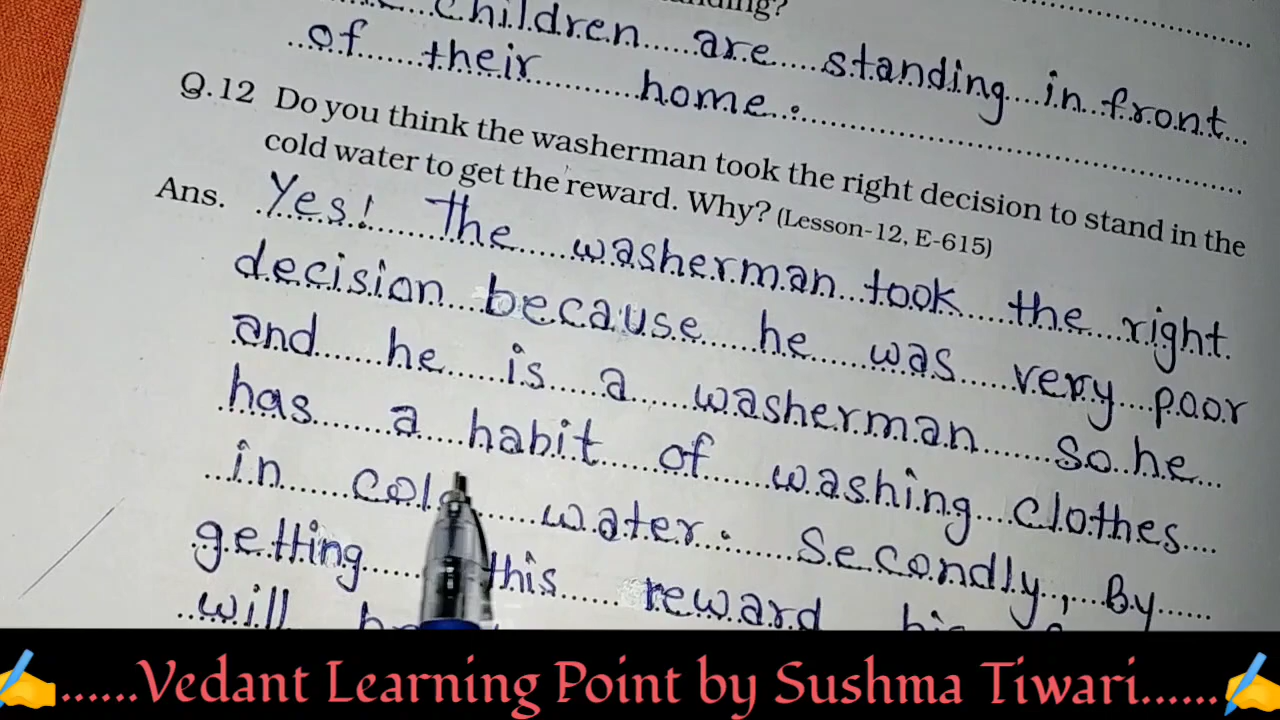 children are standing in front
of their home.
Q.12 Do you think the washerman took the right decision to stand in the
cold water to get the reward. Why? (Lesson-12, E-615)
Ans. Yes! The washerman took the right
decision because he was very poor
and he is a washerman so he
has a habit of washing clothes
in cold water. Secondly, By
getting this reward his
will
......Vedant Learning Point by Sushma Tiwari......